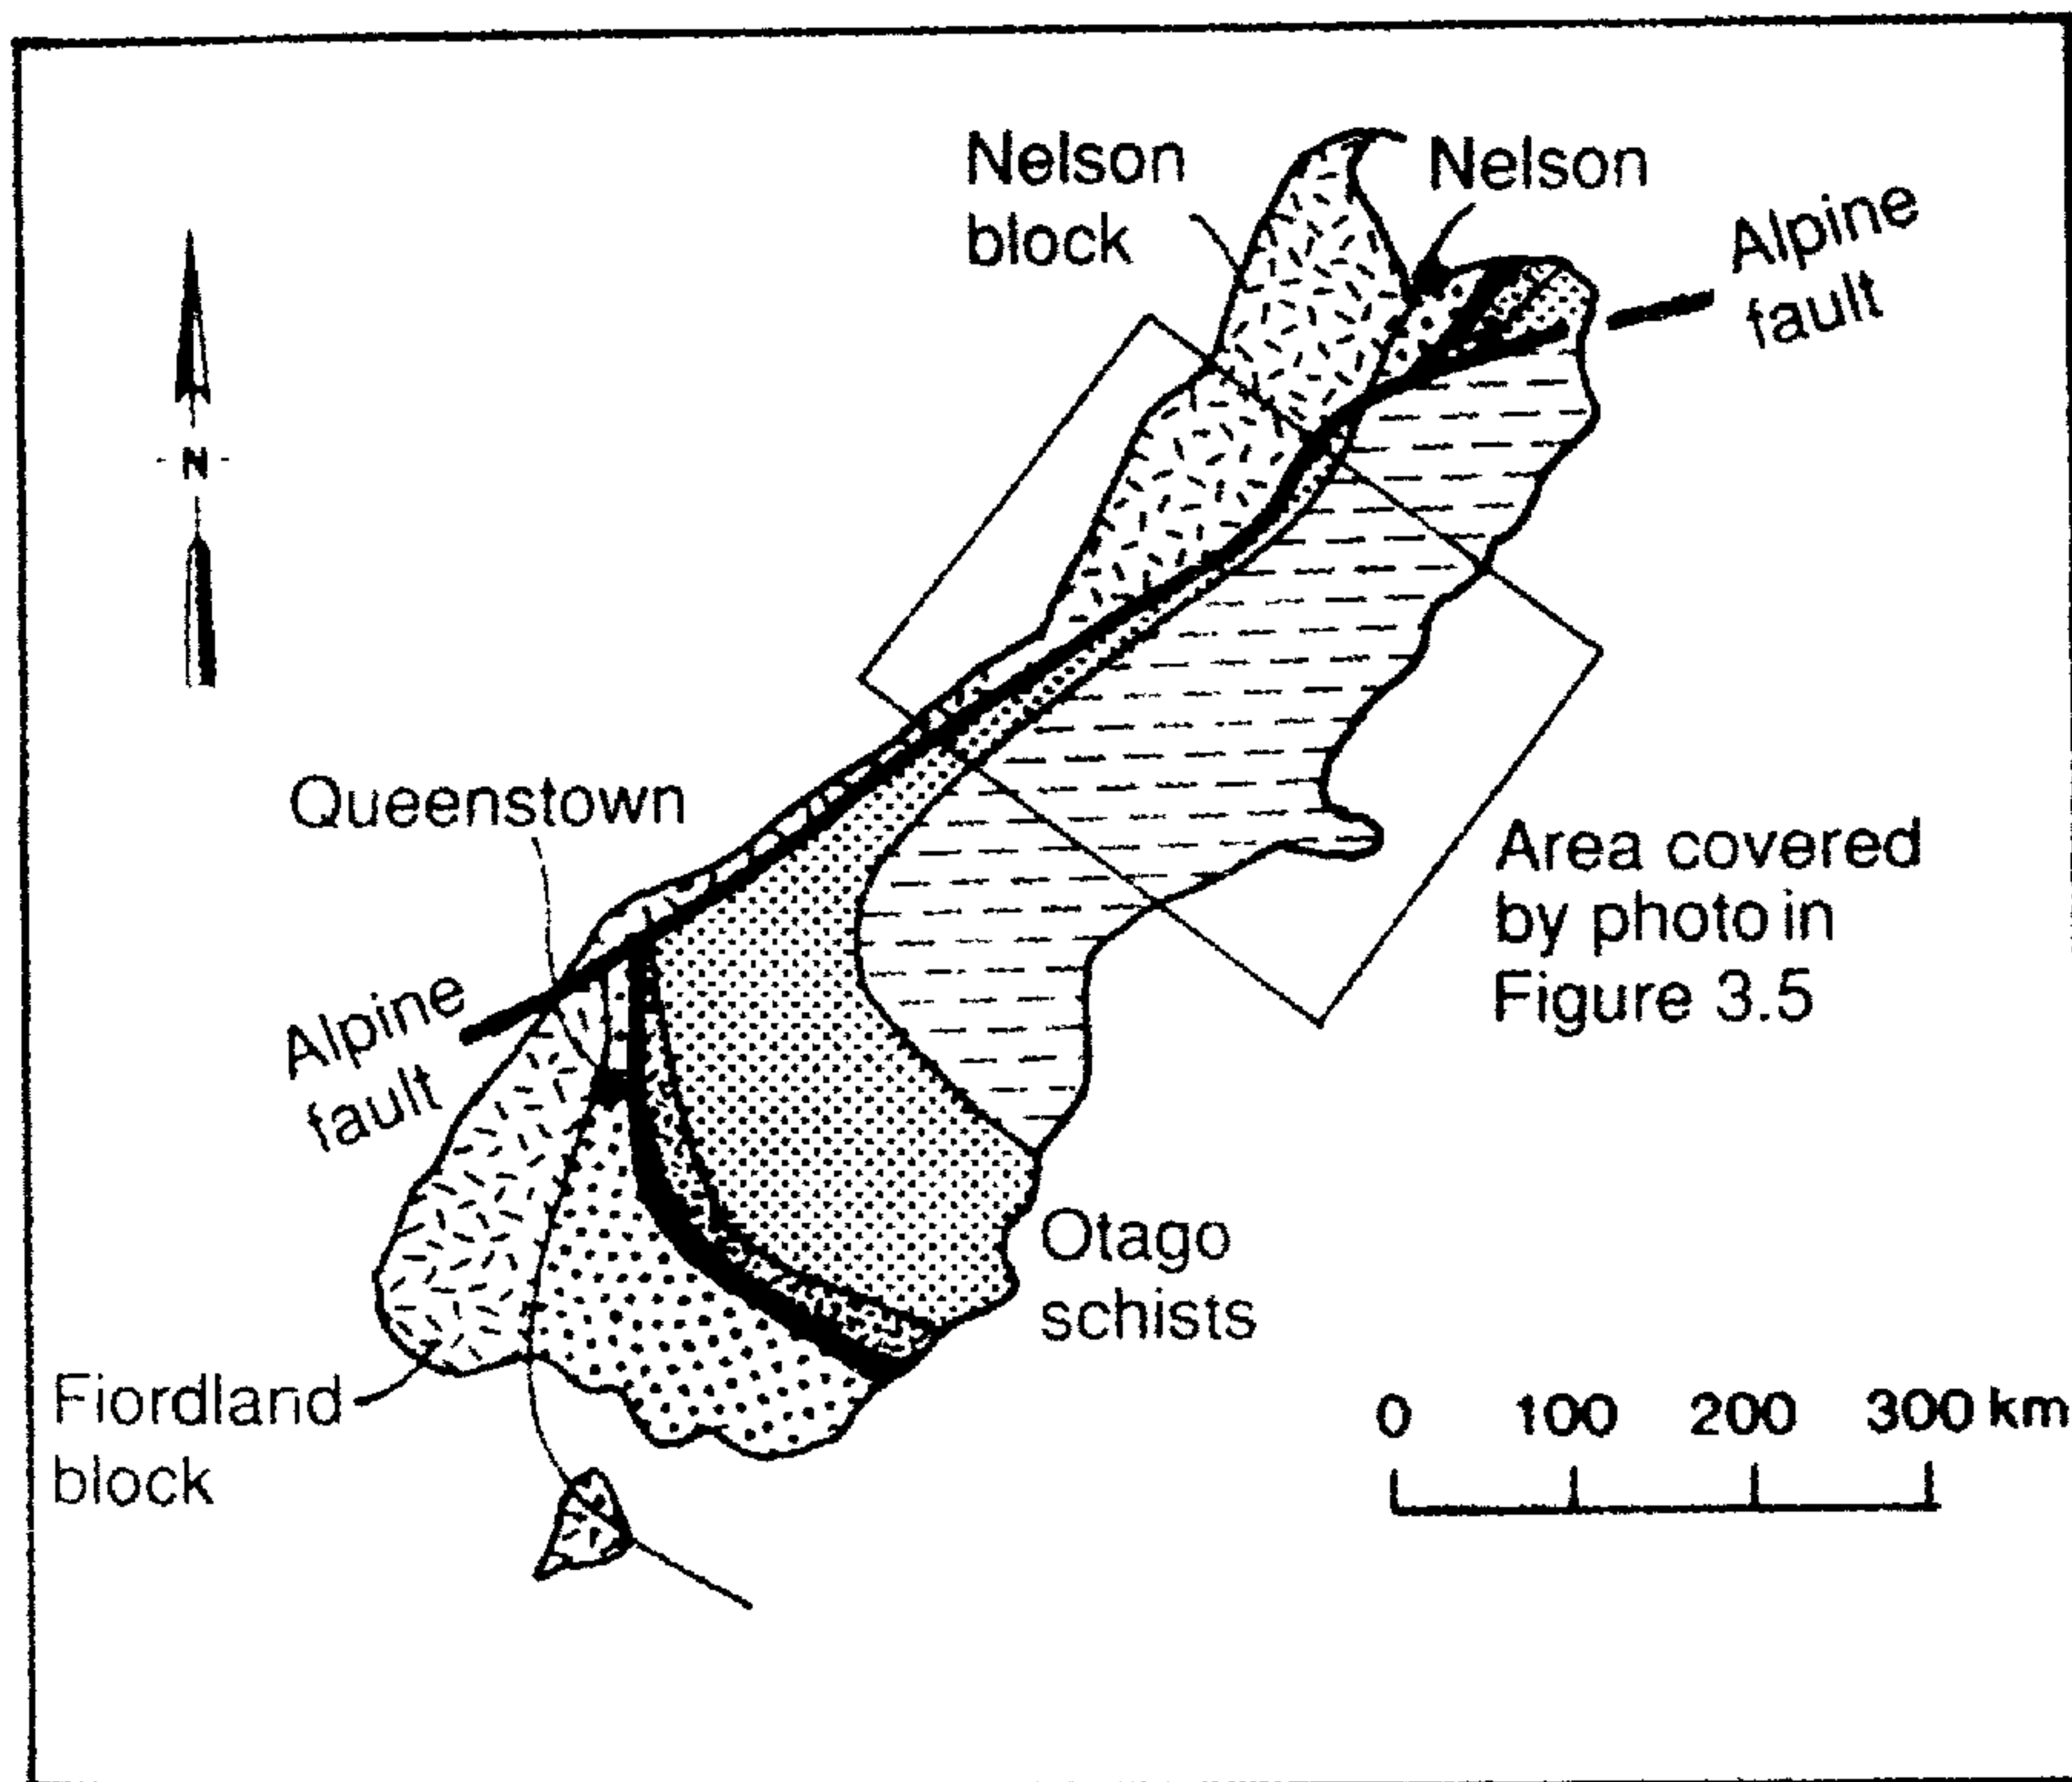 Nelson
block
Nelson
Alpine
fault
N
Queenstown
Alpine
fault
Area covered
by photo in
Figure 3.5
Otago
schists
Fiordland
block
0 100 200 300 km